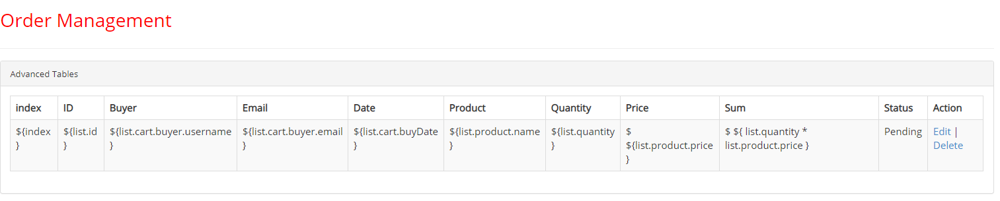 Order Management
Advanced Tables
index ID Buyer Email Date Product Quantity Price Sum Status Action
${index ${list.id ${list.cart.buyer.username ${list.cart.buyer.email ${list.cart.buyDate ${list.product.name ${list.quantity $ $ ${ list.quantity * Pending Edit |
} } } } } } } ${list.product.price list.product.price } Delete
}